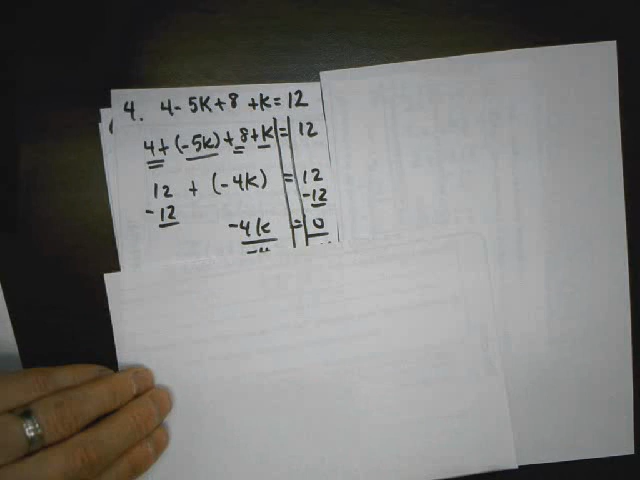 4. 4-5K+8+K=12
4+(-5k)+8+k=12
12 + (-4k) = 12
-12 -12
-4k = 0